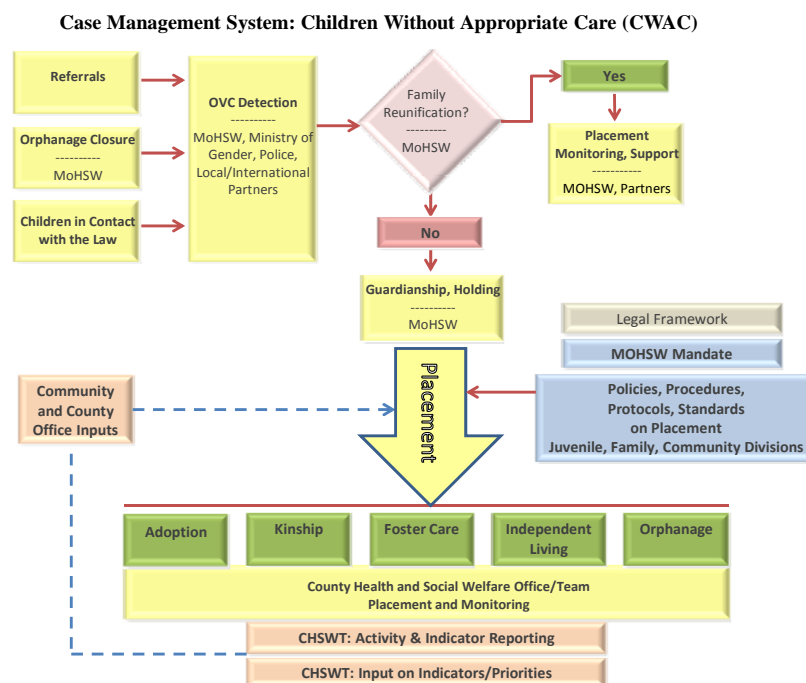 Case Management System: Children Without Appropriate Care (CWAC)
Referrals
Orphanage Closure
----------
MoHSW
Children in Contact
with the Law
OVC Detection
----------
MoHSW, Ministry of
Gender, Police,
Local/International
Partners
Family
Reunification?
---------
MoHSW
Yes
Placement
Monitoring, Support
-----------
MOHSW, Partners
No
Guardianship, Holding
----------
MoHSW
Legal Framework
MOHSW Mandate
Policies, Procedures,
Protocols, Standards
on Placement
Juvenile, Family, Community Divisions
Community
and County
Office Inputs
Placement
Adoption
Kinship
Foster Care
Independent
Living
Orphanage
County Health and Social Welfare Office/Team
Placement and Monitoring
CHSWT: Activity & Indicator Reporting
CHSWT: Input on Indicators/Priorities